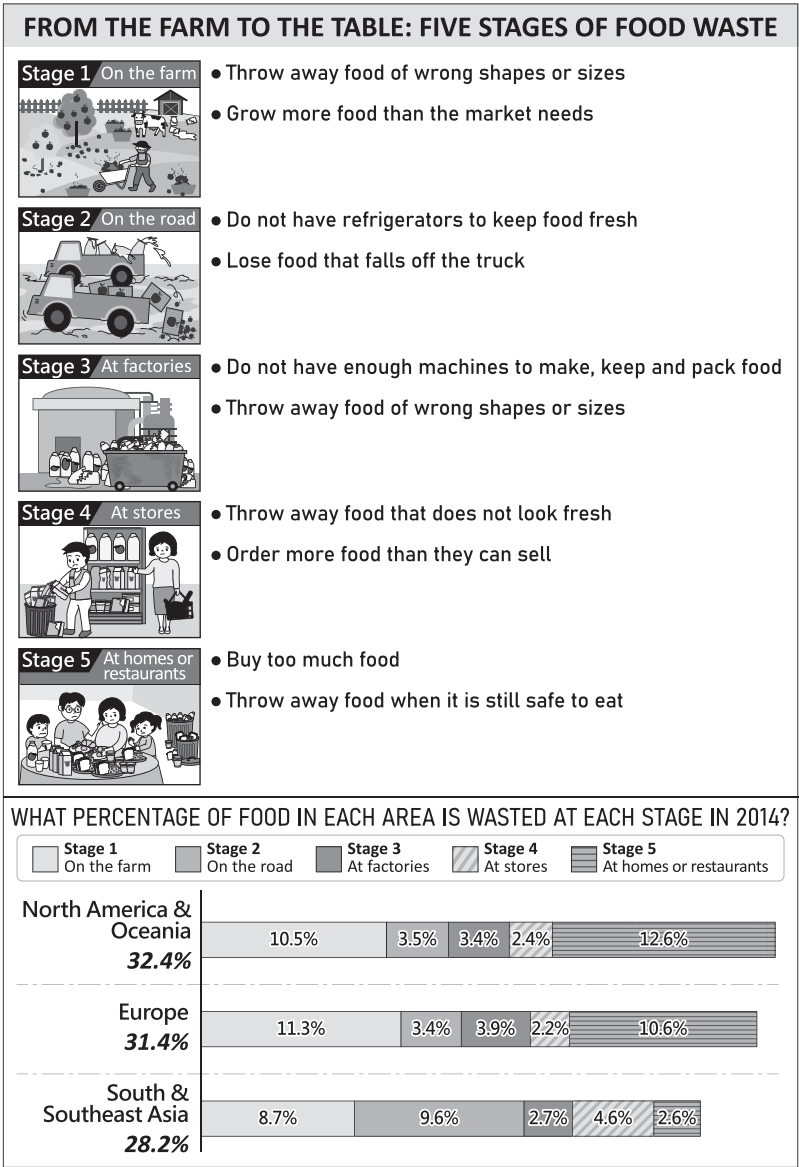 FROM THE FARM TO THE TABLE: FIVE STAGES OF FOOD WASTE
Stage 1 On the farm
● Throw away food of wrong shapes or sizes
● Grow more food than the market needs
Stage 2 On the road
● Do not have refrigerators to keep food fresh
● Lose food that falls off the truck
Stage 3 At factories
● Do not have enough machines to make, keep and pack food
● Throw away food of wrong shapes or sizes
Stage 4 At stores
● Throw away food that does not look fresh
● Order more food than they can sell
Stage 5 At homes or
restaurants
● Buy too much food
● Throw away food when it is still safe to eat
WHAT PERCENTAGE OF FOOD IN EACH AREA IS WASTED AT EACH STAGE IN 2014?
Stage 1
On the farm
Stage 2
On the road
Stage 3
At factories
Stage 4
At stores
Stage 5
At homes or restaurants
North America &
Oceania
32.4%
10.5% 3.5% 3.4% 2.4% 12.6%
Europe
31.4%
11.3% 3.4% 3.9% 2.2% 10.6%
South &
Southeast Asia
28.2%
8.7% 9.6% 2.7% 4.6% 2.6%